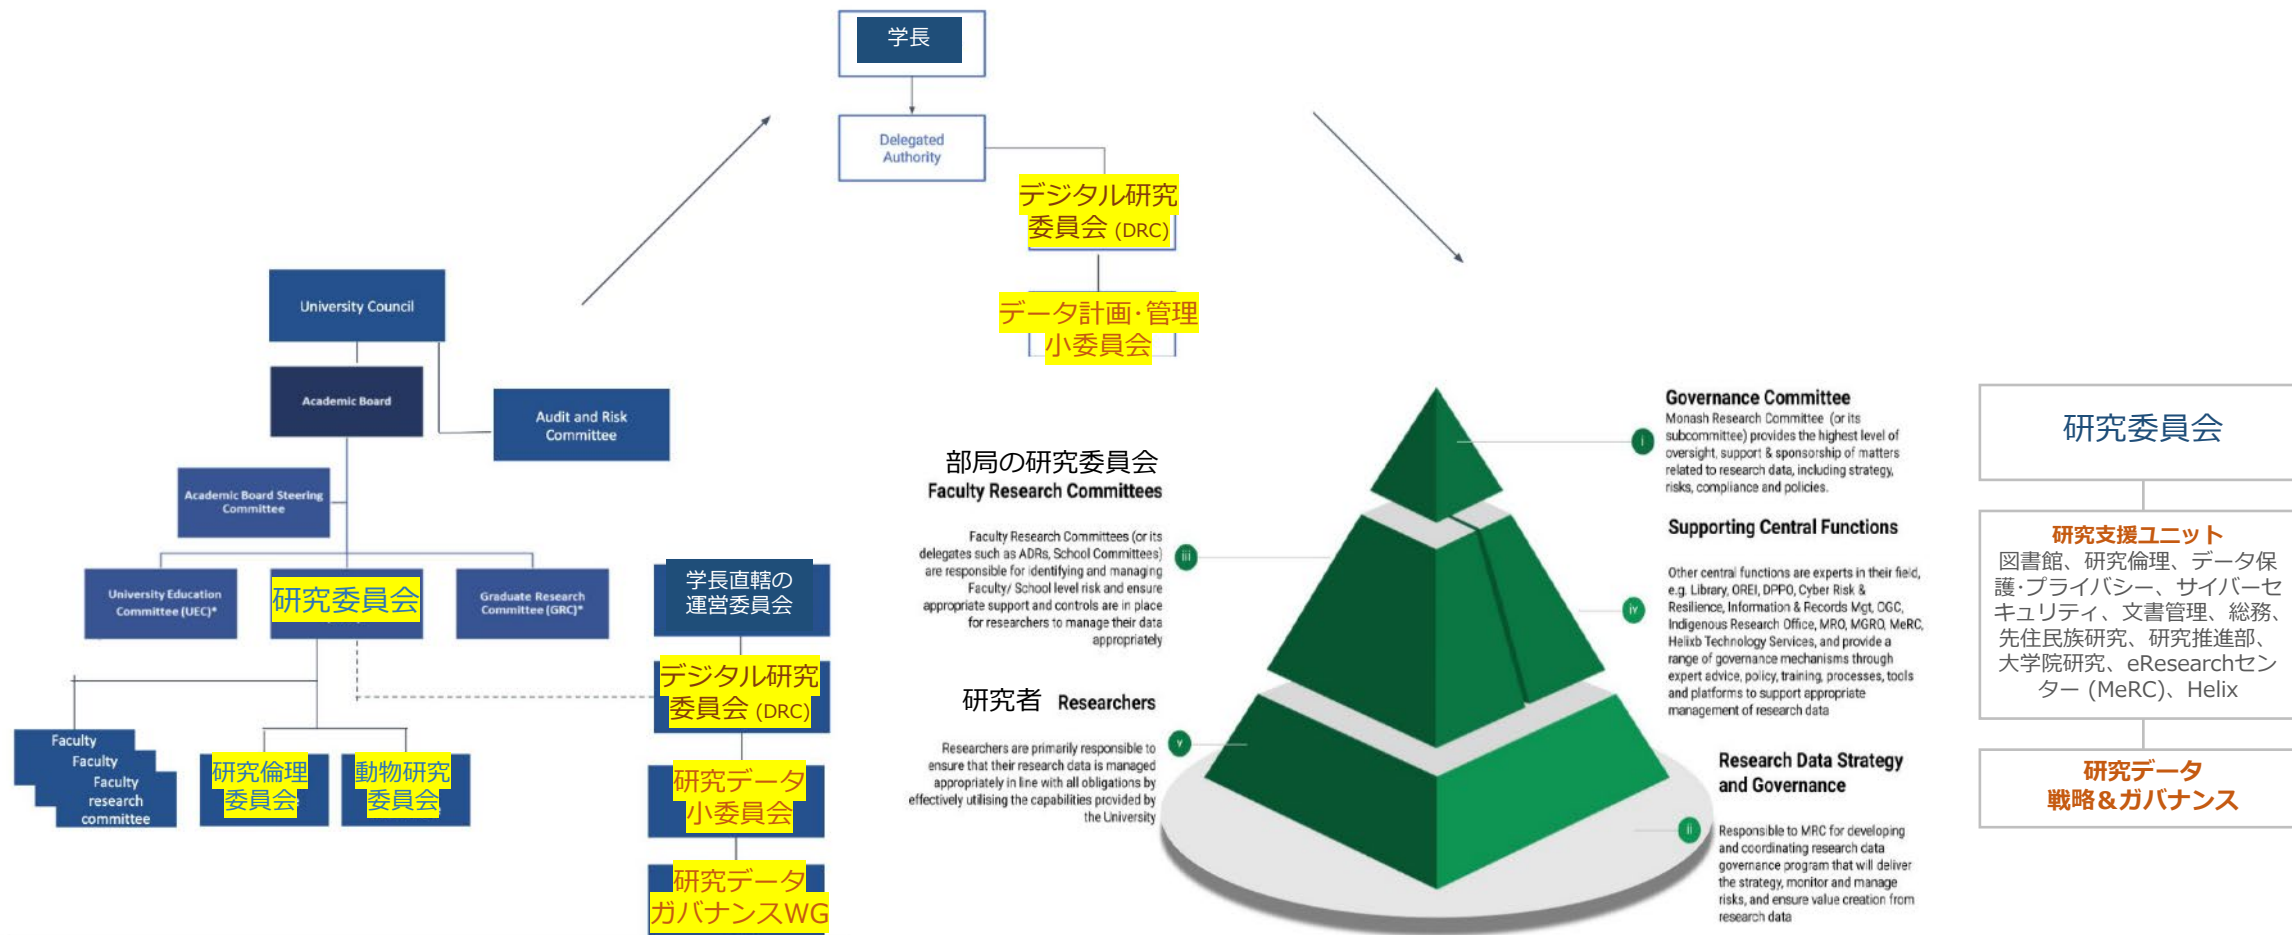 学長
Delegated
Authority
デジタル研究
委員会 (DRC)
データ計画･管理
小委員会
University Council
Academic Board
Audit and Risk
Committee
Academic Board Steering
Committee
University Education
Committee (UEC)*
研究委員会
Graduate Research
Committee (GRC)*
学長直轄の
運営委員会
デジタル研究
委員会 (DRC)
研究データ
小委員会
研究データ
ガバナンスWG
Faculty
Faculty
Faculty
research
committee
研究倫理
委員会
動物研究
委員会
部局の研究委員会
Faculty Research Committees
Faculty Research Committees (or its
delegates such as ADRs, School Committees)
are responsible for identifying and managing
Faculty/ School level risk and ensure
appropriate support and controls are in place
for researchers to manage their data
appropriately
iii
研究者 Researchers
Researchers are primarily responsible to
ensure that their research data is managed
appropriately in line with all obligations by
effectively utilising the capabilities provided by
the University
v
i
Governance Committee
Monash Research Committee (or its
subcommittee) provides the highest level of
oversight, support & sponsorship of matters
related to research data, including strategy,
risks, compliance and policies.
iv
Supporting Central Functions
Other central functions are experts in their field,
e.g. Library, OREI, DPPO, Cyber Risk &
Resilience, Information & Records Mgt, OGC,
Indigenous Research Office, MRO, MGRO, MeRC,
Helixb Technology Services, and provide a
range of governance mechanisms through
expert advice, policy, training, processes, tools
and platforms to support appropriate
management of research data
ii
Research Data Strategy
and Governance
Responsible to MRC for developing
and coordinating research data
governance program that will deliver
the strategy, monitor and manage
risks, and ensure value creation from
research data
研究委員会
研究支援ユニット
図書館、研究倫理、データ保
護･プライバシー、サイバーセ
キュリティ、文書管理、総務、
先住民族研究、研究推進部、
大学院研究、eResearchセン
ター (MeRC)、Helix
研究データ
戦略＆ガバナンス